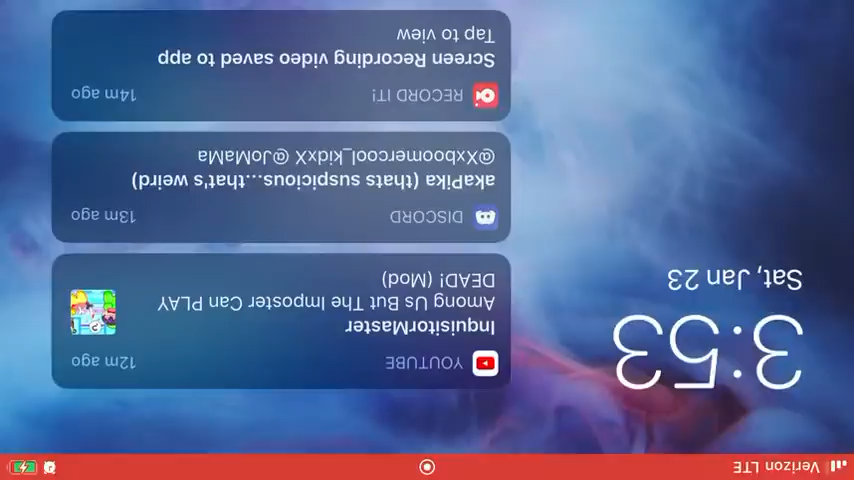 Verizon LTE
3:53
Sat, Jan 23
YOUTUBE
12m ago
InquisitorMaster
Among Us But The Imposter Can PLAY
DEAD! (Mod)
DISCORD
13m ago
akaPika (thats suspicious...that's weird)
@Xxboomercool_kidxX @JoMaMa
RECORD IT!
14m ago
Screen Recording video saved to app
Tap to view